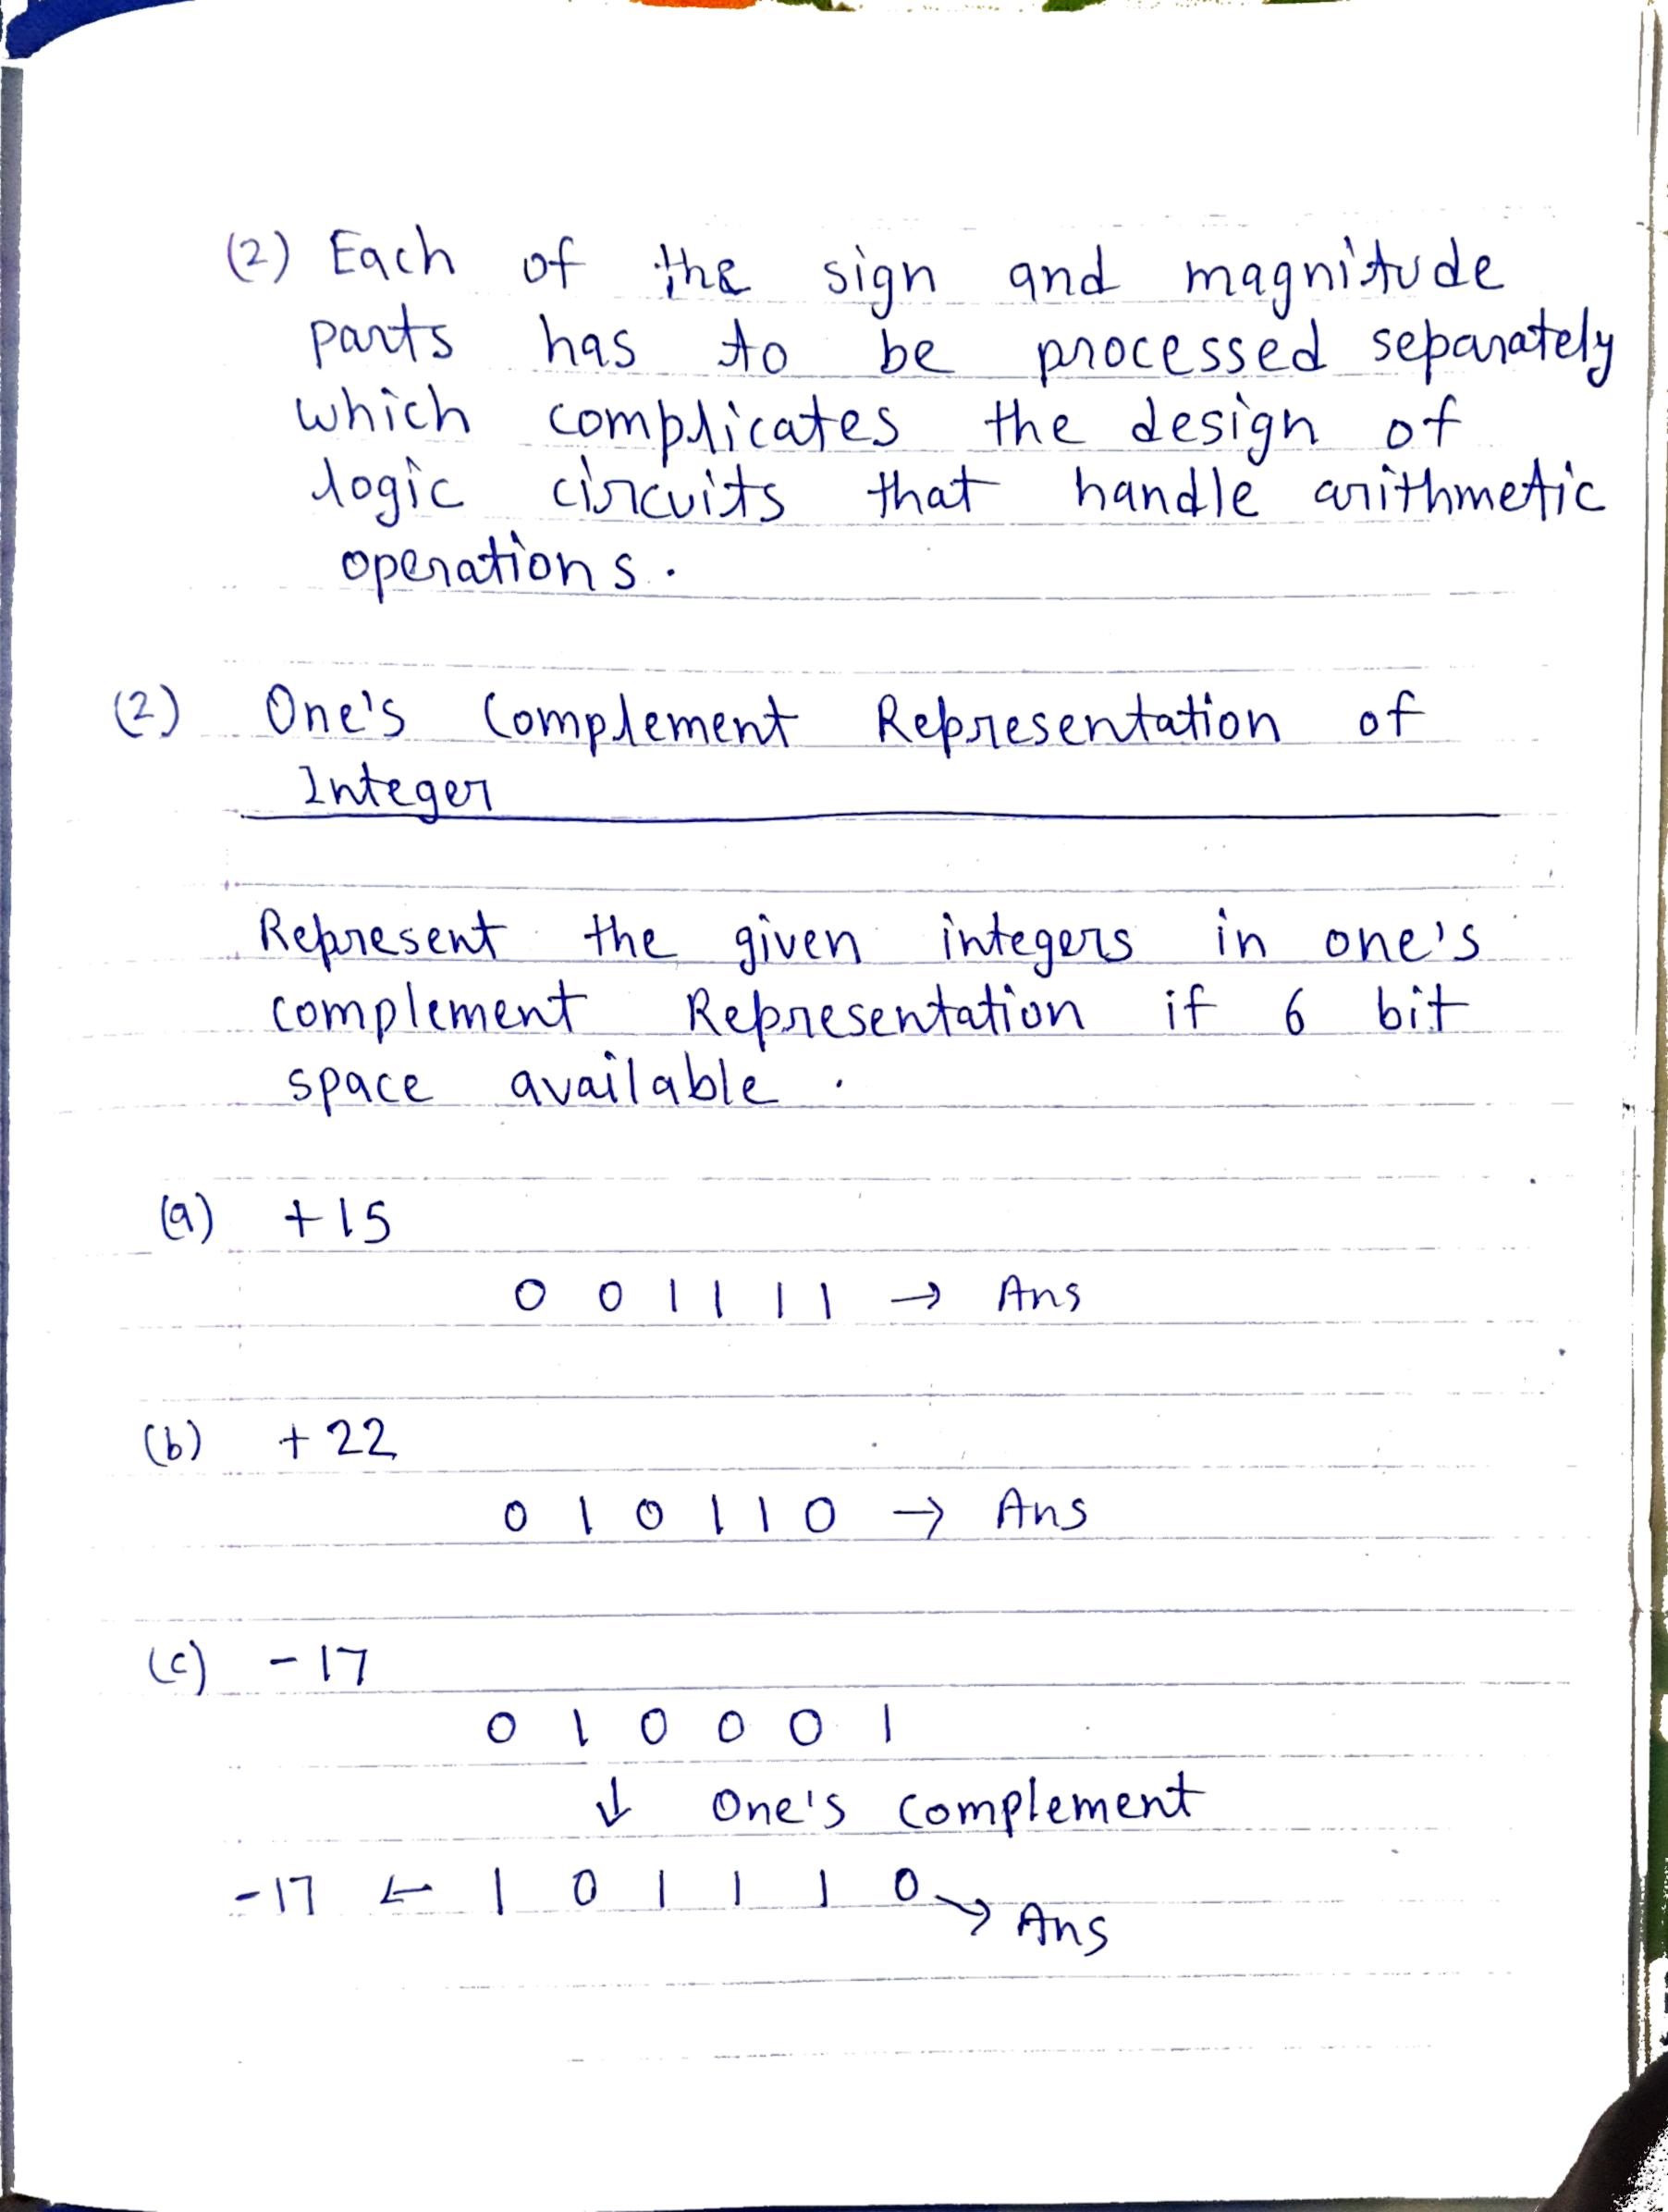 (2) Each of the sign and magnitude
parts has to be processed separately
which complicates the design of
logic circuits that handle arithmetic
operations.
(2) One's Complement Representation of
Integer
Represent the given integers in one's
complement Representation if 6 bit
space available.
(a) +15
0 0 1 1 1 1 → Ans
(b) +22
0 1 0 1 1 0 → Ans
(c) -17
0 1 0 0 0 1
↓ One's complement
-17 ← 1 0 1 1 1 0 → Ans